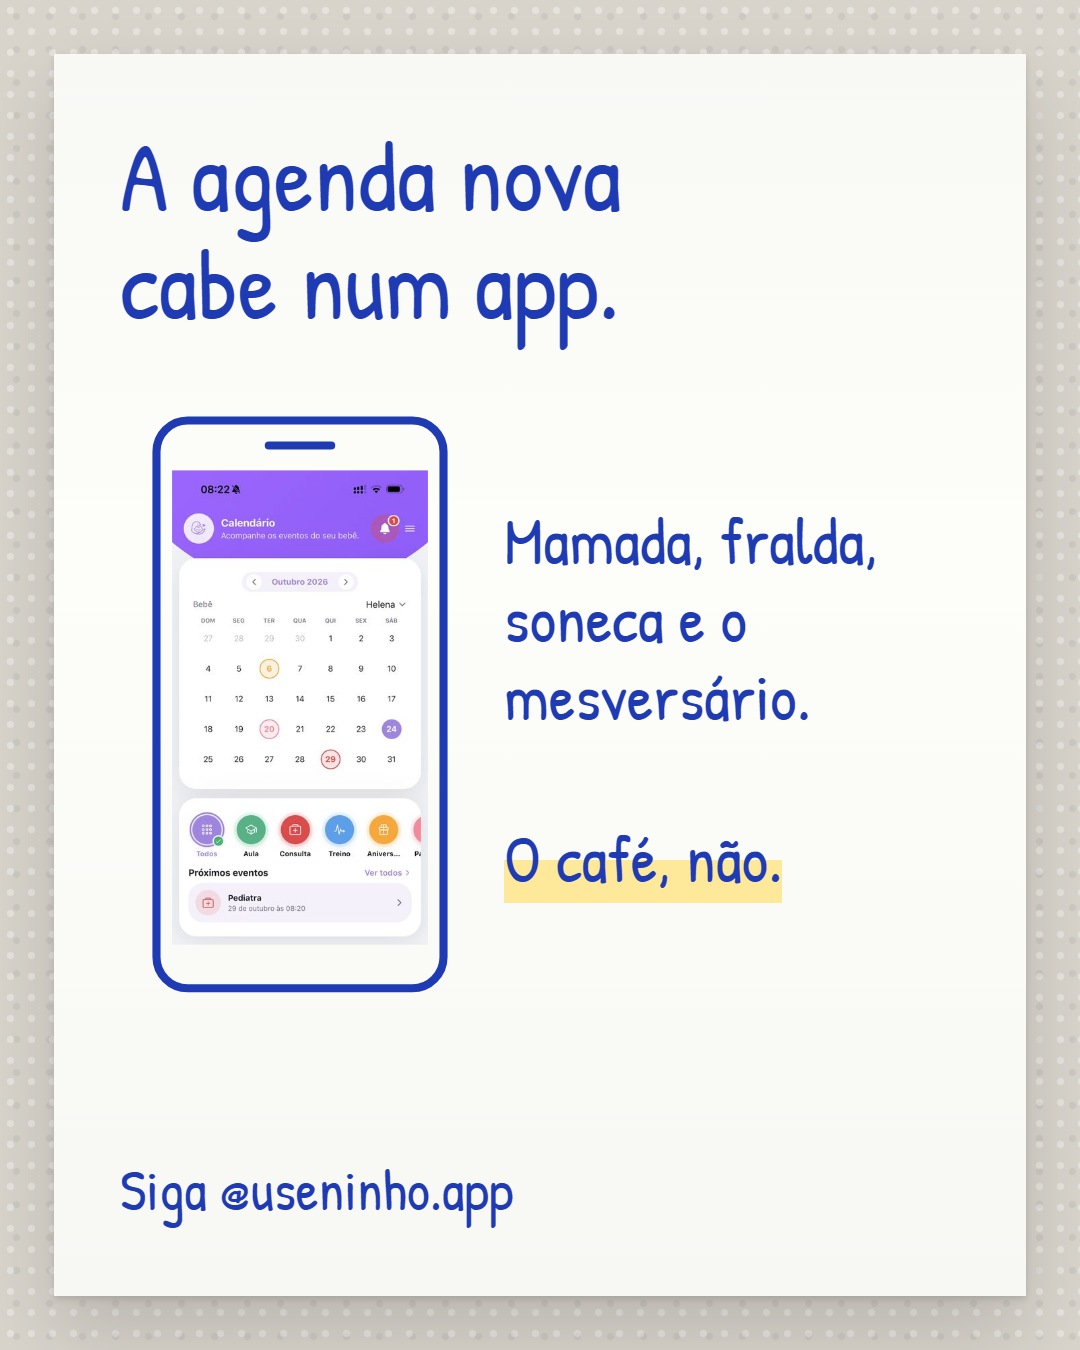 A agenda nova
cabe num app.
08:22
Calendário
Acompanhe os eventos do seu bebê.
1
Outubro 2026
Bebê
Helena
DOM SEG TER QUA QUI SEX SÁB
27 28 29 30 1 2 3
4 5 6 7 8 9 10
11 12 13 14 15 16 17
18 19 20 21 22 23 24
25 26 27 28 29 30 31
Todos Aula Consulta Treino Anivers... Pa
Próximos eventos
Ver todos
Pediatra
29 de outubro às 08:20
Mamada, fralda,
soneca e o
mesversário.
O café, não.
Siga @useninho.app